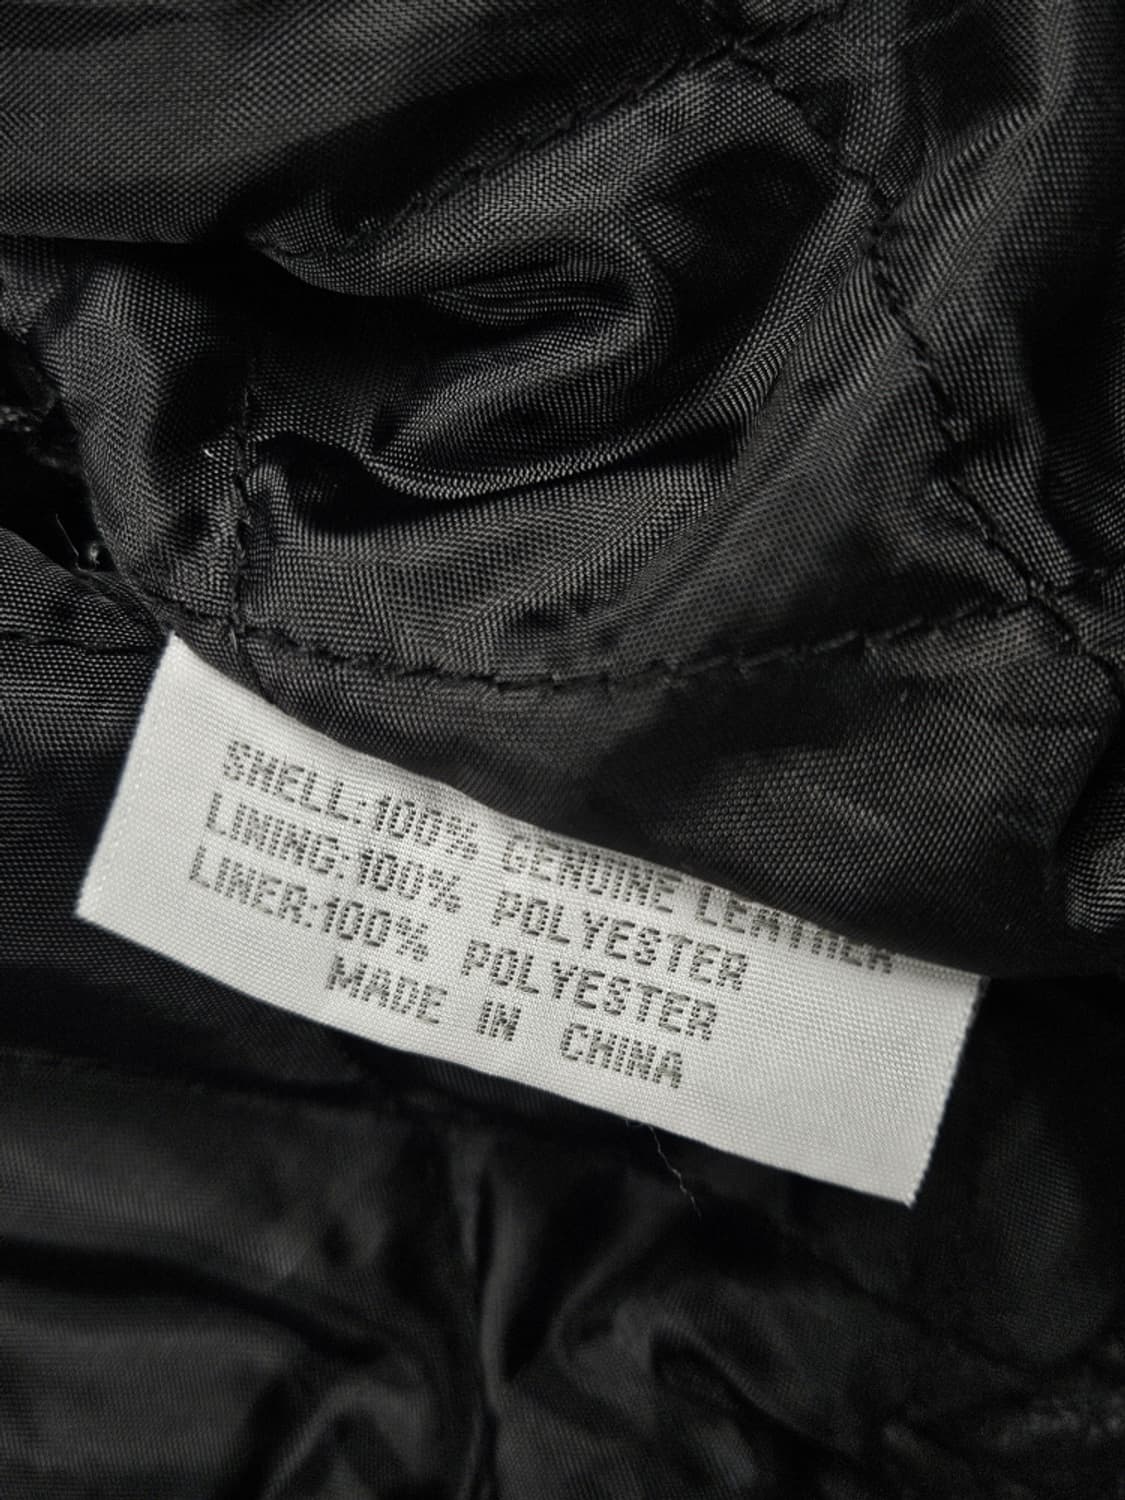 SHELL:100% GENUINE LEATHER
LINING:100% POLYESTER
LINER:100% POLYESTER
MADE IN CHINA